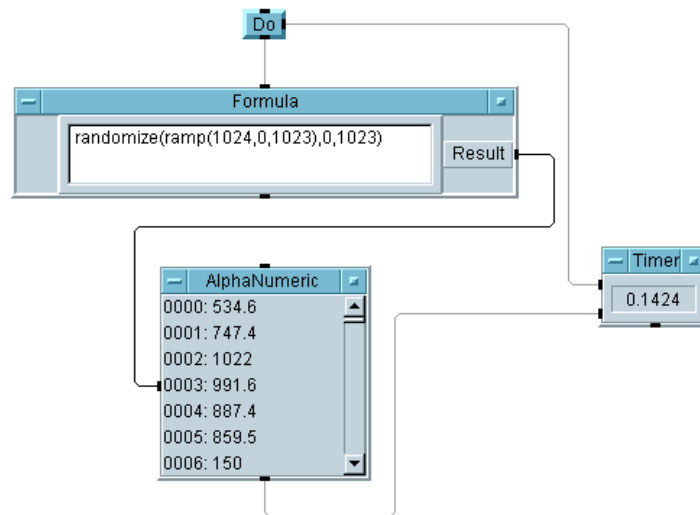 Do
Formula
randomize(ramp(1024,0,1023),0,1023)
Result
Timer
0.1424
AlphaNumeric
0000: 534.6
0001: 747.4
0002: 1022
0003: 991.6
0004: 887.4
0005: 859.5
0006: 150